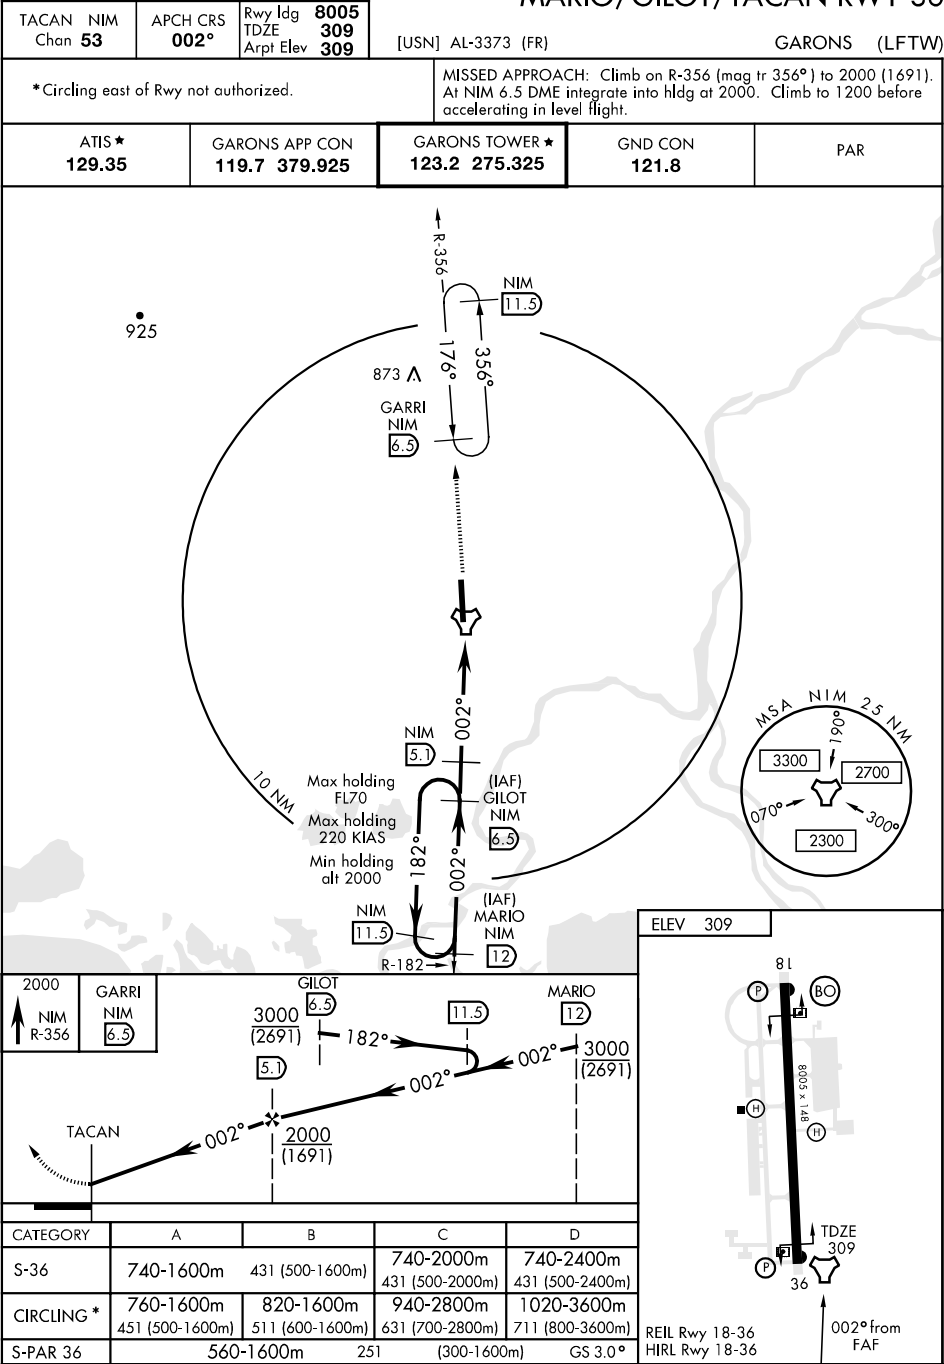 MARIO/GILOT/TACAN RWY 36
TACAN NIM
Chan 53
APCH CRS
002°
Rwy ldg 8005
TDZE 309
Arpt Elev 309
[USN] AL-3373 (FR)
GARONS (LFTW)
*Circling east of Rwy not authorized.
MISSED APPROACH: Climb on R-356 (mag tr 356°) to 2000 (1691).
At NIM 6.5 DME integrate into hldg at 2000. Climb to 1200 before
accelerating in level flight.
ATIS★
129.35
GARONS APP CON
119.7 379.925
GARONS TOWER★
123.2 275.325
GND CON
121.8
PAR
R-356
NIM
11.5
925
176°
356°
873
GARRI
NIM
6.5
002°
NIM
5.1
10 NM
Max holding
FL70
Max holding
220 KIAS
Min holding
alt 2000
(IAF)
GILOT
NIM
6.5
182°
002°
NIM
11.5
(IAF)
MARIO
NIM
12
R-182
MSA NIM 25 NM
190°
3300
2700
070°
300°
2300
2000
NIM
R-356
GARRI
NIM
6.5
GILOT
6.5
3000
(2691)
182°
11.5
MARIO
12
002°
3000
(2691)
5.1
002°
TACAN
002°
2000
(1691)
ELEV 309
18
P
BO
8005 x 148
H
H
TDZE
309
P
36
REIL Rwy 18-36
HIRL Rwy 18-36
002° from
FAF
CATEGORY A B C D
S-36 740-1600m 431 (500-1600m) 740-2000m 431 (500-2000m) 740-2400m 431 (500-2400m)
CIRCLING * 760-1600m 451 (500-1600m) 820-1600m 511 (600-1600m) 940-2800m 631 (700-2800m) 1020-3600m 711 (800-3600m)
S-PAR 36 560-1600m 251 (300-1600m) GS 3.0°